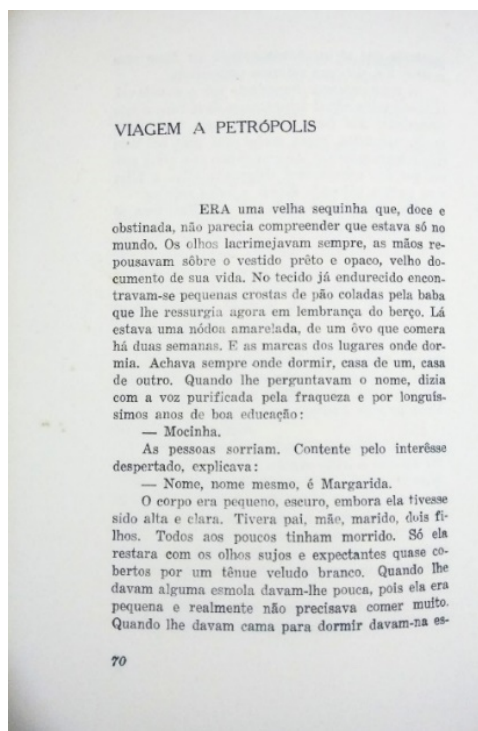 VIAGEM A PETRÓPOLIS
ERA uma velha sequinha que, doce e
obstinada, não parecia compreender que estava só no
mundo. Os olhos lacrimejavam sempre, as mãos re-
pousavam sôbre o vestido prêto e opaco, velho do-
cumento de sua vida. No tecido já endurecido encon-
travam-se pequenas crostas de pão coladas pela baba
que lhe ressurgia agora em lembrança do berço. Lá
estava uma nódoa amarelada, de um ôvo que comera
há duas semanas. E as marcas dos lugares onde dor-
mia. Achava sempre onde dormir, casa de um, casa
de outro. Quando lhe perguntavam o nome, dizia
com a voz purificada pela fraqueza e por longuís-
simos anos de boa educação:
— Mocinha.
As pessoas sorriam. Contente pelo interêsse
despertado, explicava:
— Nome, nome mesmo, é Margarida.
O corpo era pequeno, escuro, embora ela tivesse
sido alta e clara. Tivera pai, mãe, marido, dois fi-
lhos. Todos aos poucos tinham morrido. Só ela
restara com os olhos sujos e expectantes quase co-
bertos por um tênue veludo branco. Quando lhe
davam alguma esmola davam-lhe pouca, pois ela era
pequena e realmente não precisava comer muito.
Quando lhe davam cama para dormir davam-na es-
70